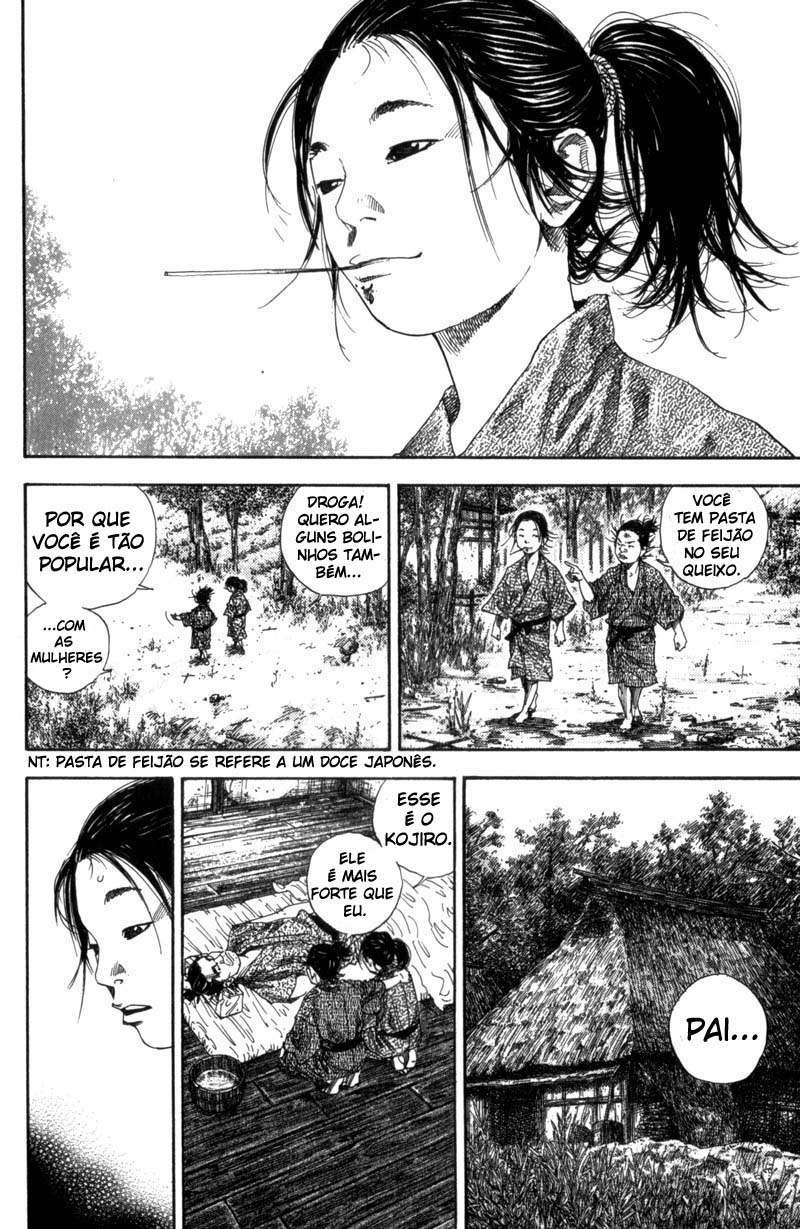 VOCÊ
TEM PASTA
DE FEIJÃO
NO SEU
QUEIXO.
DROGA!
QUERO AL-
GUNS BOLI-
NHOS TAM-
BÉM...
POR QUE
VOCÊ É TÃO
POPULAR...
...COM
AS
MULHERES
?
NT: PASTA DE FEIJÃO SE REFERE A UM DOCE JAPONÊS.
PAI...
ESSE
É O
KOJIRO.
ELE
É MAIS
FORTE QUE
EU.